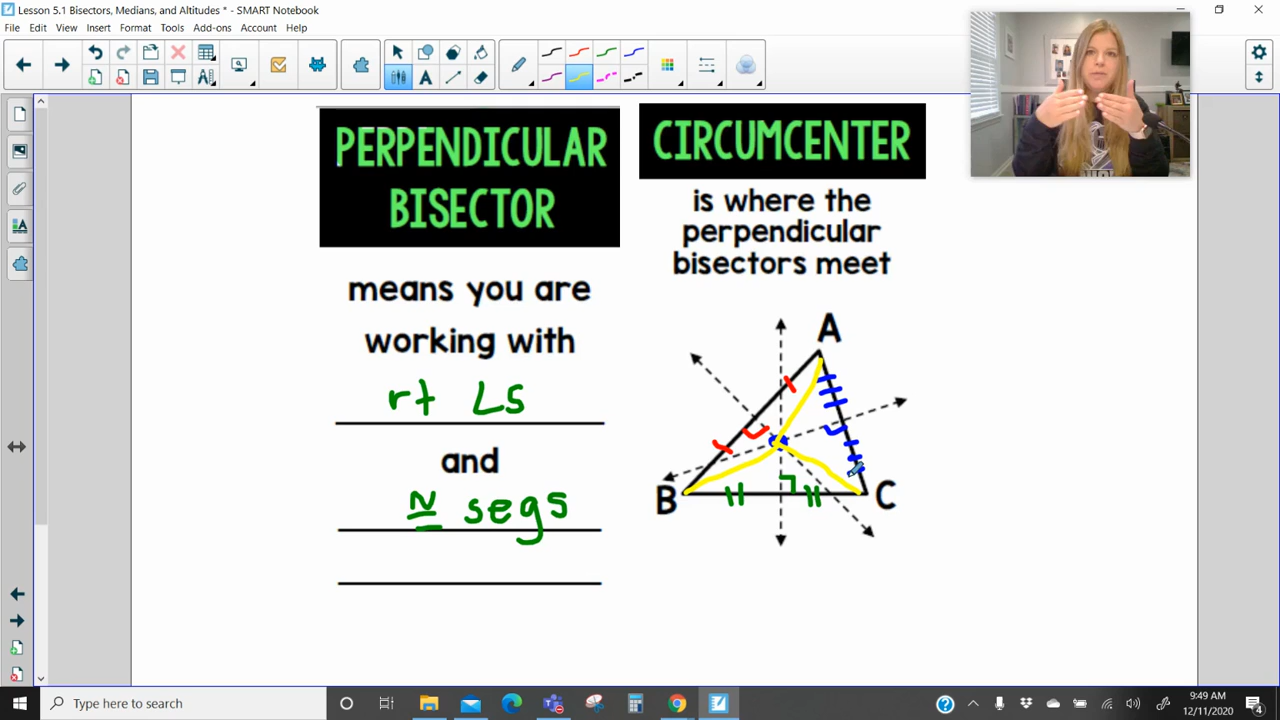 Lesson 5.1 Bisectors, Medians, and Altitudes * - SMART Notebook
File Edit View Insert Format Tools Add-ons Account Help
PERPENDICULAR
BISECTOR
means you are
working with
rt ∠s
and
≅ segs
CIRCUMCENTER
is where the
perpendicular
bisectors meet
A
B
C
Type here to search
9:49 AM
12/11/2020
4